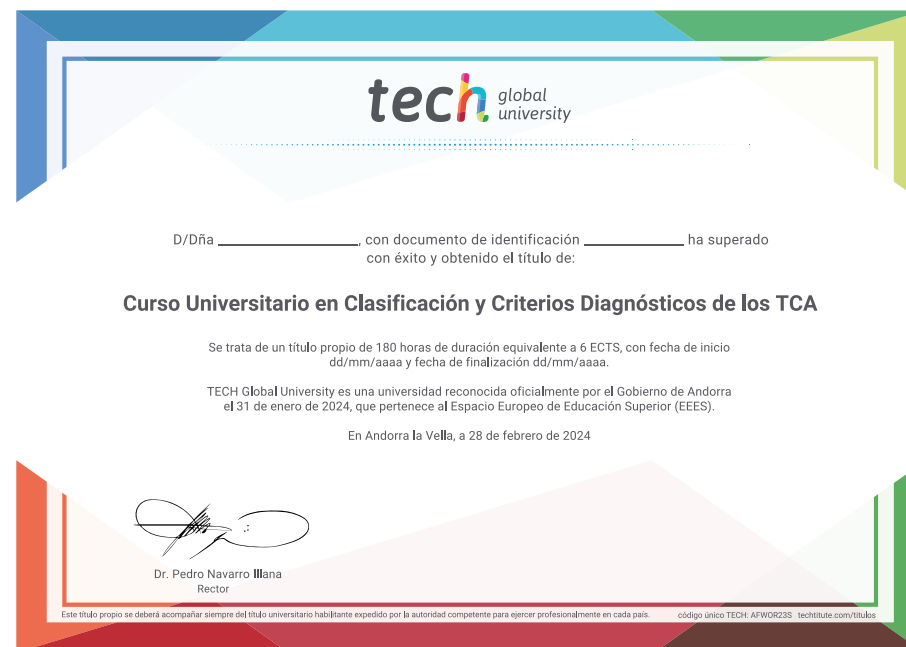 tech global university
D/Dña ______________, con documento de identificación __________ ha superado
con éxito y obtenido el título de:
Curso Universitario en Clasificación y Criterios Diagnósticos de los TCA
Se trata de un título propio de 180 horas de duración equivalente a 6 ECTS, con fecha de inicio
dd/mm/aaaa y fecha de finalización dd/mm/aaaa.
TECH Global University es una universidad reconocida oficialmente por el Gobierno de Andorra
el 31 de enero de 2024, que pertenece al Espacio Europeo de Educación Superior (EEES).
En Andorra la Vella, a 28 de febrero de 2024
Dr. Pedro Navarro Illana
Rector
Este título propio se deberá acompañar siempre del título universitario habilitante expedido por la autoridad competente para ejercer profesionalmente en cada país. código único TECH: AFWOR23S techtitute.com/titulos